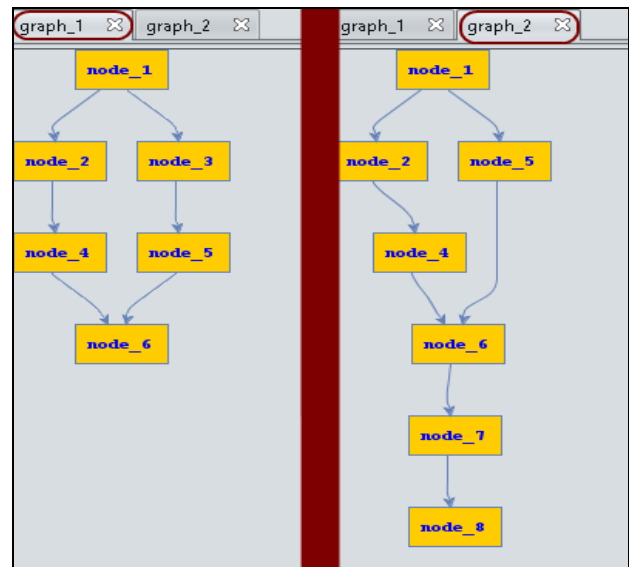 graph_1 graph_2
node_1
node_2 node_3
node_4 node_5
node_6
graph_1 graph_2
node_1
node_2 node_5
node_4
node_6
node_7
node_8